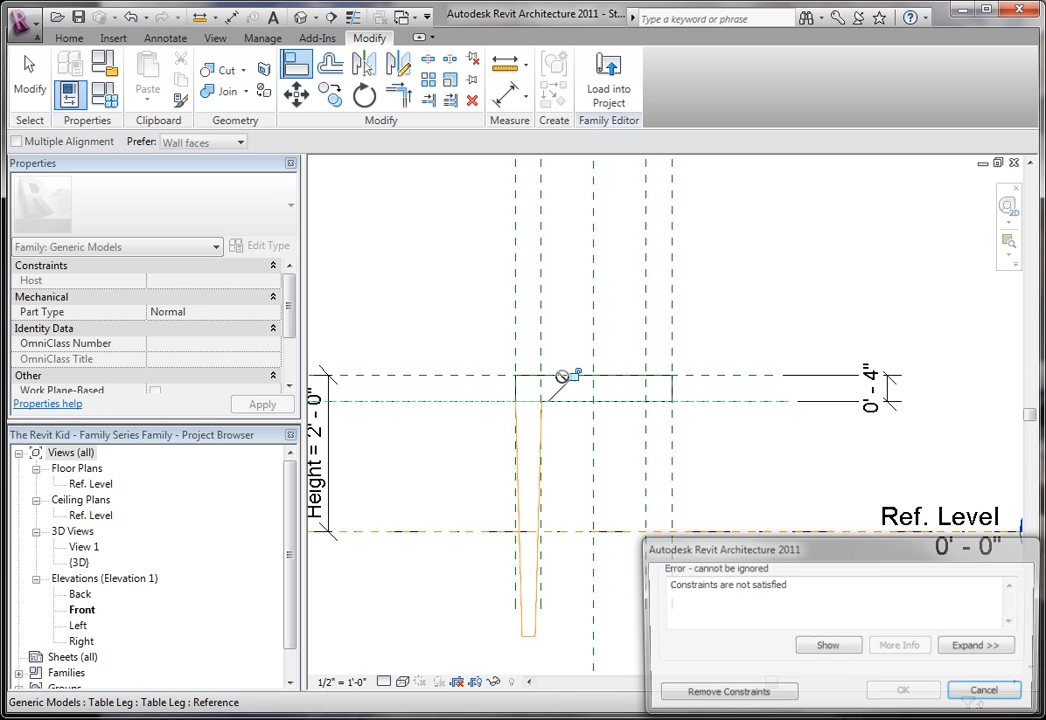 Autodesk Revit Architecture 2011 - St...
Type a keyword or phrase
Home Insert Annotate View Manage Add-Ins Modify
Modify
Paste
Cut
Join
Load into
Project
Select Properties Clipboard Geometry Modify Measure Create Family Editor
Multiple Alignment Prefer: Wall faces
Properties
Family: Generic Models Edit Type
Constraints
Host
Mechanical
Part Type Normal
Identity Data
OmniClass Number
OmniClass Title
Other
Work Plane-Based
Properties help Apply
The Revit Kid - Family Series Family - Project Browser
Views (all)
Floor Plans
Ref. Level
Ceiling Plans
Ref. Level
3D Views
View 1
{3D}
Elevations (Elevation 1)
Back
Front
Left
Right
Sheets (all)
Families
Groups
Height = 2' - 0"
0' - 4"
Ref. Level
0' - 0"
2D
Autodesk Revit Architecture 2011
Error - cannot be ignored
Constraints are not satisfied
Show More Info Expand >>
Remove Constraints OK Cancel
1/2" = 1'-0"
Generic Models : Table Leg : Table Leg : Reference
:0